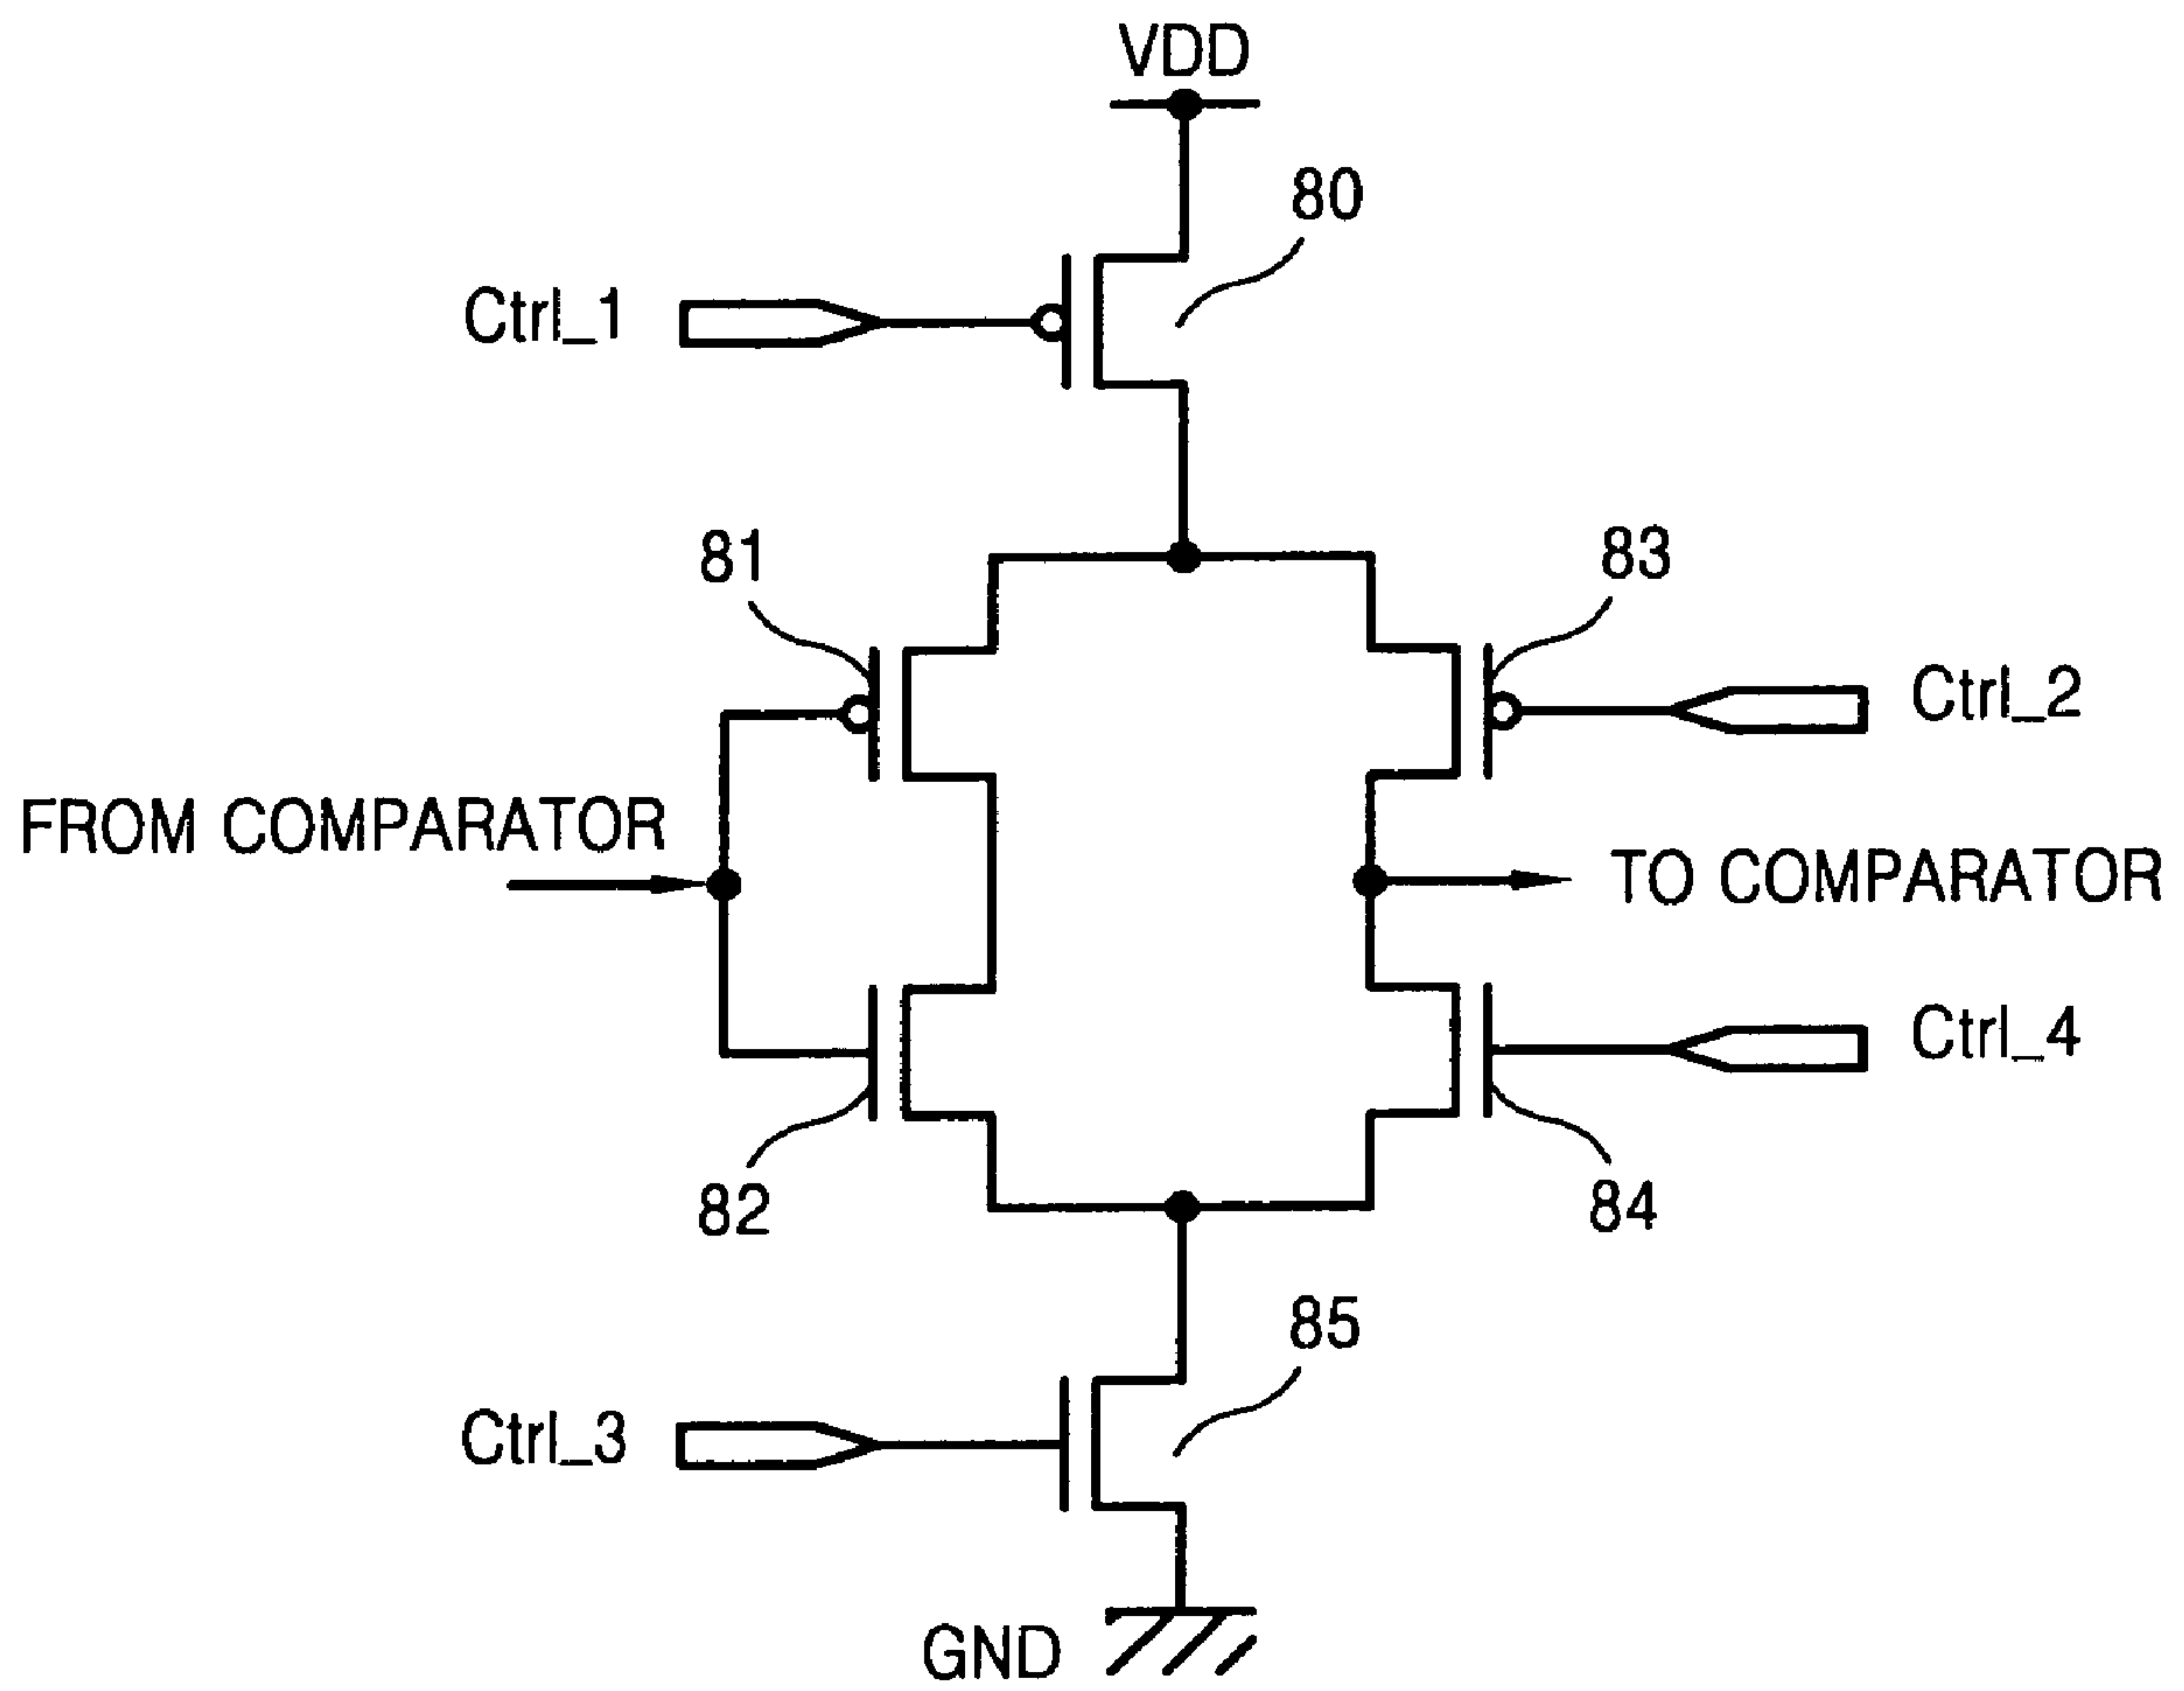 VDD
80
Ctrl_1
81
83
Ctrl_2
FROM COMPARATOR
TO COMPARATOR
Ctrl_4
82
84
85
Ctrl_3
GND